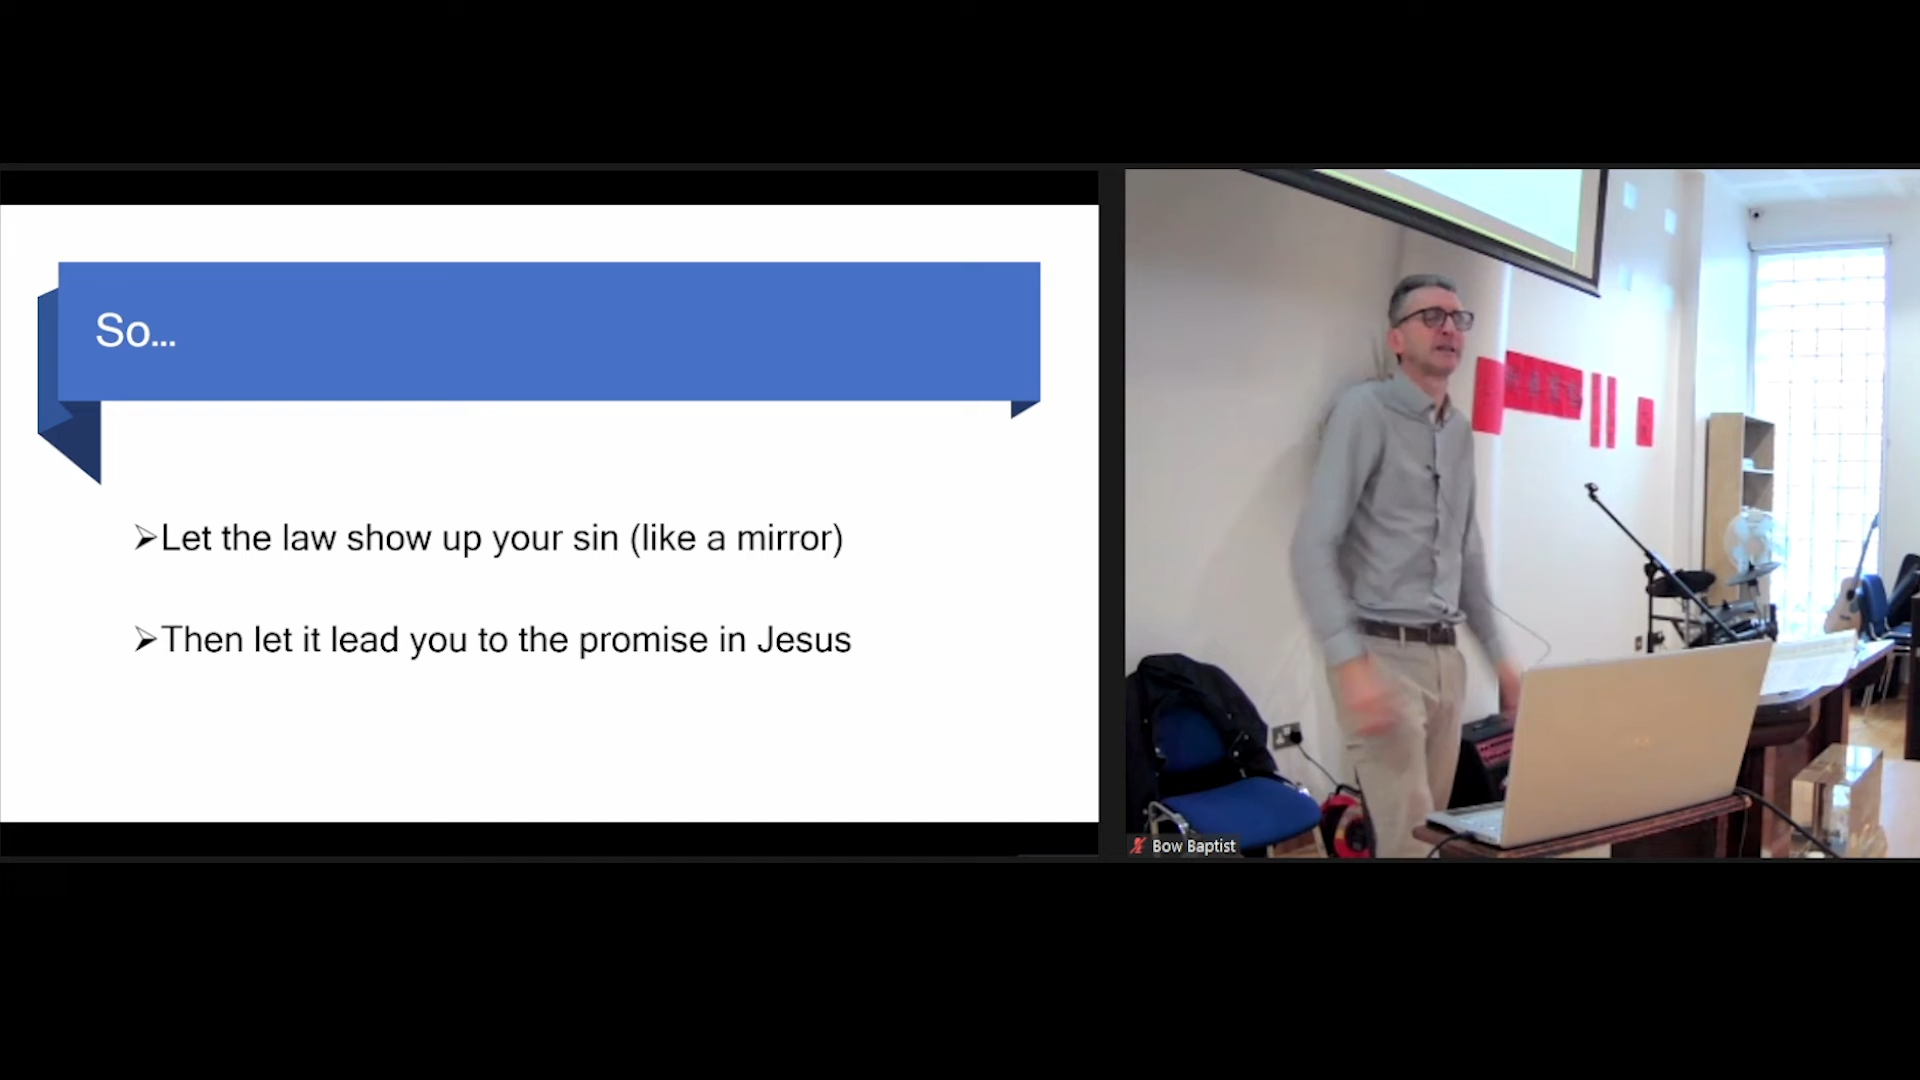 So...
➢Let the law show up your sin (like a mirror)
➢Then let it lead you to the promise in Jesus
Bow Baptist